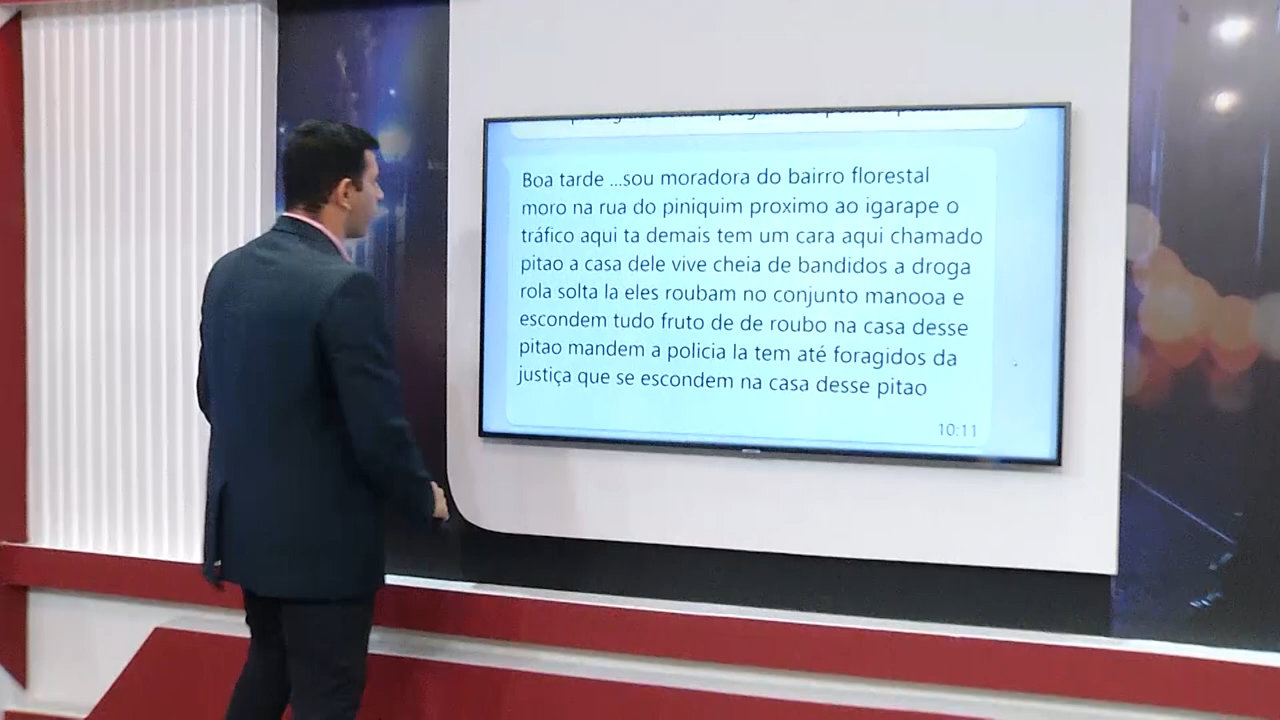 Boa tarde ...sou moradora do bairro florestal
moro na rua do piniquim proximo ao igarape o
tráfico aqui ta demais tem um cara aqui chamado
pitao a casa dele vive cheia de bandidos a droga
rola solta la eles roubam no conjunto manooa e
escondem tudo fruto de de roubo na casa desse
pitao mandem a policia la tem até foragidos da
justiça que se escondem na casa desse pitao
10:11